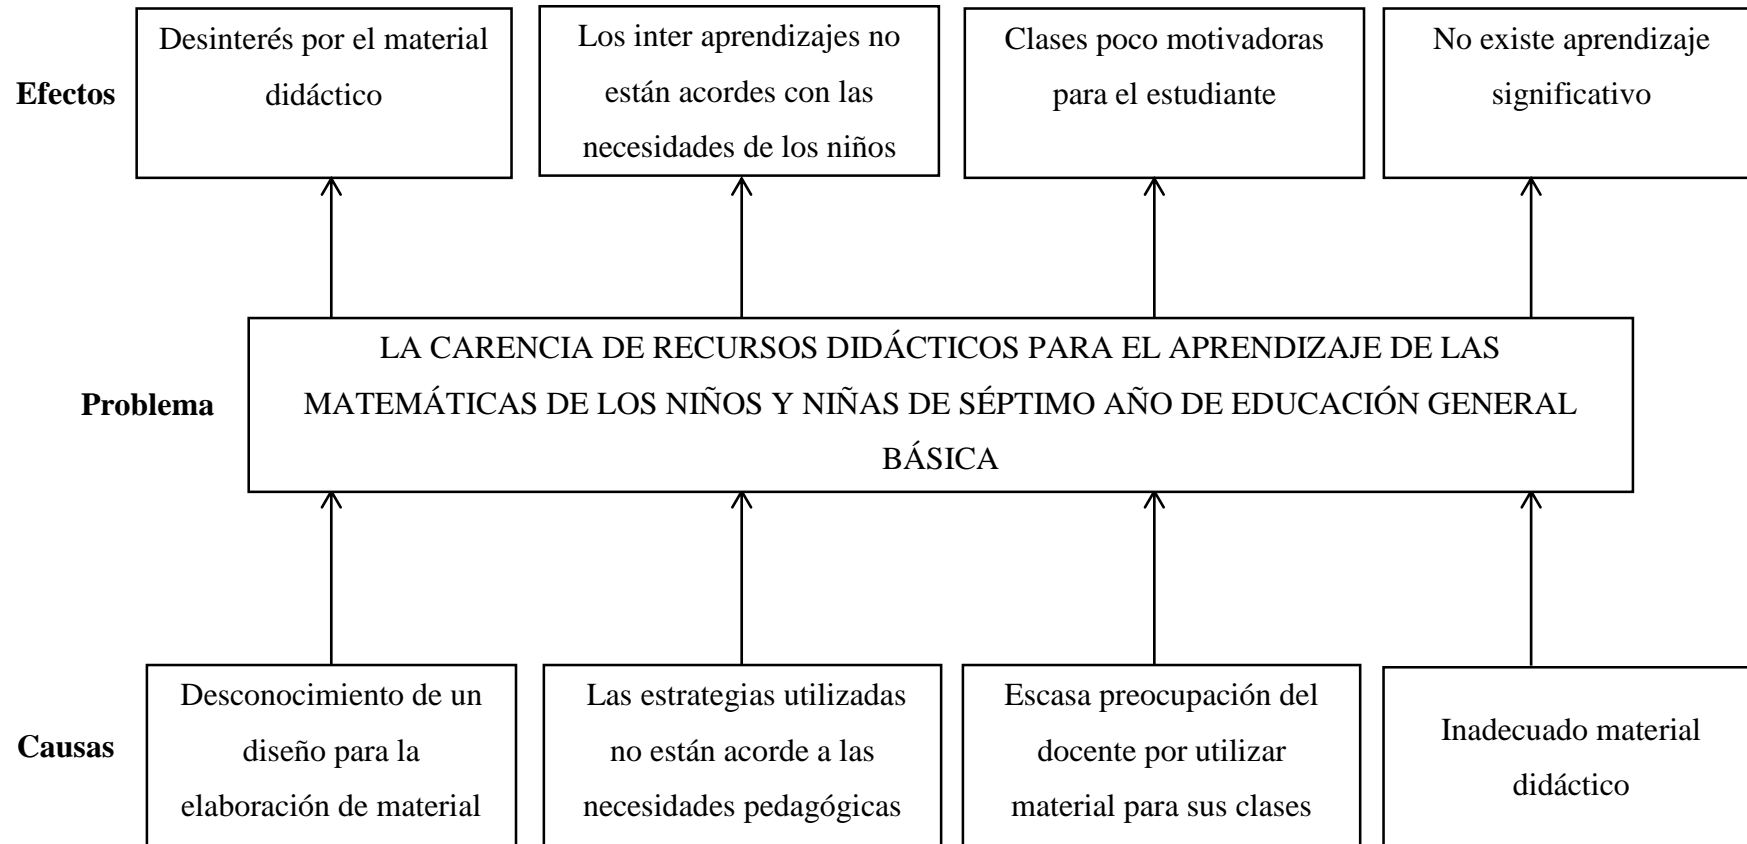 Efectos
Desinterés por el material
didáctico
Los inter aprendizajes no
están acordes con las
necesidades de los niños
Clases poco motivadoras
para el estudiante
No existe aprendizaje
significativo
Problema
LA CARENCIA DE RECURSOS DIDÁCTICOS PARA EL APRENDIZAJE DE LAS
MATEMÁTICAS DE LOS NIÑOS Y NIÑAS DE SÉPTIMO AÑO DE EDUCACIÓN GENERAL
BÁSICA
Causas
Desconocimiento de un
diseño para la
elaboración de material
Las estrategias utilizadas
no están acorde a las
necesidades pedagógicas
Escasa preocupación del
docente por utilizar
material para sus clases
Inadecuado material
didáctico